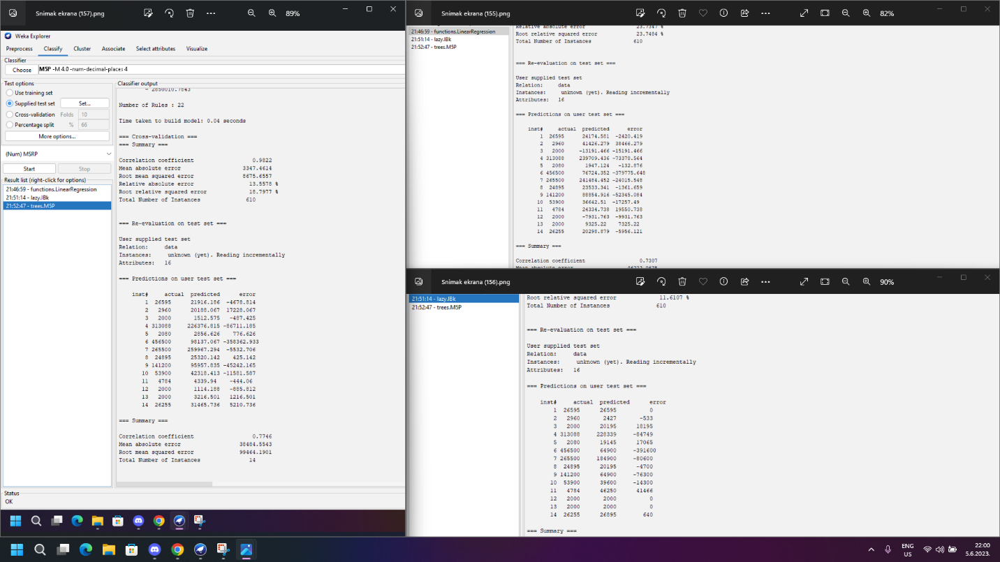 Snimak ekrana (157).png
89%
Weka Explorer
Preprocess Classify Cluster Associate Select attributes Visualize
Classifier
Choose M5P -M 4.0 -num-decimal-places 4
Test options
Use training set
Supplied test set Set...
Cross-validation Folds 10
Percentage split % 66
More options...
(Num) MSRP
Start Stop
Result list (right-click for options)
21:46:59 - functions.LinearRegression
21:51:14 - lazy.IBk
21:52:47 - trees.M5P
Classifier output
- 2850010.7843
Number of Rules : 22
Time taken to build model: 0.04 seconds
=== Cross-validation ===
=== Summary ===
Correlation coefficient 0.9822
Mean absolute error 3347.4614
Root mean squared error 8675.6557
Relative absolute error 13.5578 %
Root relative squared error 18.7977 %
Total Number of Instances 610
=== Re-evaluation on test set ===
User supplied test set
Relation: data
Instances: unknown (yet). Reading incrementally
Attributes: 16
=== Predictions on user test set ===
inst# actual predicted error
1 26595 21916.186 -4678.814
2 2960 20188.067 17228.067
3 2000 1512.575 -487.425
4 313088 226376.815 -86711.185
5 2080 2856.626 776.626
6 456500 98137.067 -358362.933
7 265500 259967.294 -5532.706
8 24895 25320.142 425.142
9 141200 95957.835 -45242.165
10 53900 42318.413 -11581.587
11 4784 4339.94 -444.06
12 2000 1114.188 -885.812
13 2000 3216.501 1216.501
14 26255 31465.736 5210.736
=== Summary ===
Correlation coefficient 0.7746
Mean absolute error 38484.5543
Root mean squared error 99464.1901
Total Number of Instances 14
Status
OK
Snimak ekrana (155).png
82%
21:46:59 - functions.LinearRegression
21:51:14 - lazy.IBk
21:52:47 - trees.M5P
Relative absolute error 23.7347 %
Root relative squared error 23.7484 %
Total Number of Instances 610
=== Re-evaluation on test set ===
User supplied test set
Relation: data
Instances: unknown (yet). Reading incrementally
Attributes: 16
=== Predictions on user test set ===
inst# actual predicted error
1 26595 24174.581 -2420.419
2 2960 41426.279 38466.279
3 2000 -13191.466 -15191.466
4 313088 239709.436 -73378.564
5 2080 1947.124 -132.876
6 456500 76724.352 -379775.648
7 265500 241484.452 -24015.548
8 24895 23533.341 -1361.659
9 141200 88854.916 -52345.084
10 53900 36642.51 -17257.49
11 4784 24334.738 19550.738
12 2000 -7931.763 -9931.763
13 2000 9325.22 7325.22
14 26255 20298.879 -5956.121
=== Summary ===
Correlation coefficient 0.7307
Mean absolute error
Snimak ekrana (156).png
90%
21:51:14 - lazy.IBk
21:52:47 - trees.M5P
Root relative squared error 11.6107 %
Total Number of Instances 610
=== Re-evaluation on test set ===
User supplied test set
Relation: data
Instances: unknown (yet). Reading incrementally
Attributes: 16
=== Predictions on user test set ===
inst# actual predicted error
1 26595 26595 0
2 2960 2427 -533
3 2000 20195 18195
4 313088 228339 -84749
5 2080 19145 17065
6 456500 64900 -391600
7 265500 184900 -80600
8 24895 20195 -4700
9 141200 64900 -76300
10 53900 39600 -14300
11 4784 46250 41466
12 2000 2000 0
13 2000 2000 0
14 26255 26895 640
=== Summary ===
ENG
US
22:00
5.6.2023.